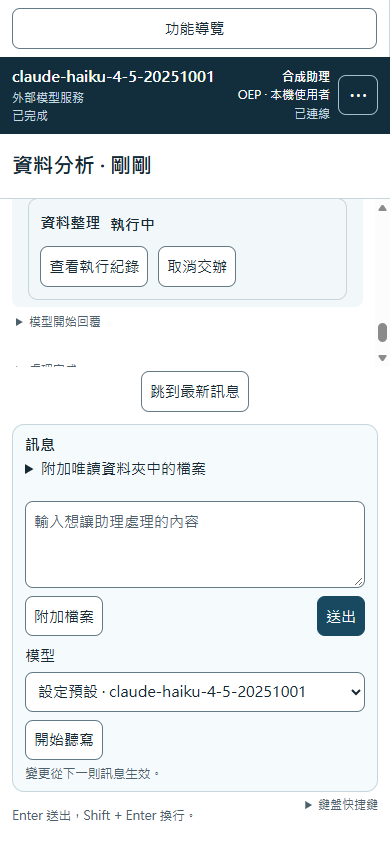 功能導覽
claude-haiku-4-5-20251001
外部模型服務
已完成
合成助理
OEP · 本機使用者
已連線
資料分析 · 剛剛
資料整理 執行中
查看執行紀錄 取消交辦
▶ 模型開始回覆
跳到最新訊息
訊息
▶ 附加唯讀資料夾中的檔案
輸入想讓助理處理的內容
附加檔案 送出
模型
設定預設 · claude-haiku-4-5-20251001
開始聽寫
變更從下一則訊息生效。
▶ 鍵盤快捷鍵
Enter 送出，Shift + Enter 換行。